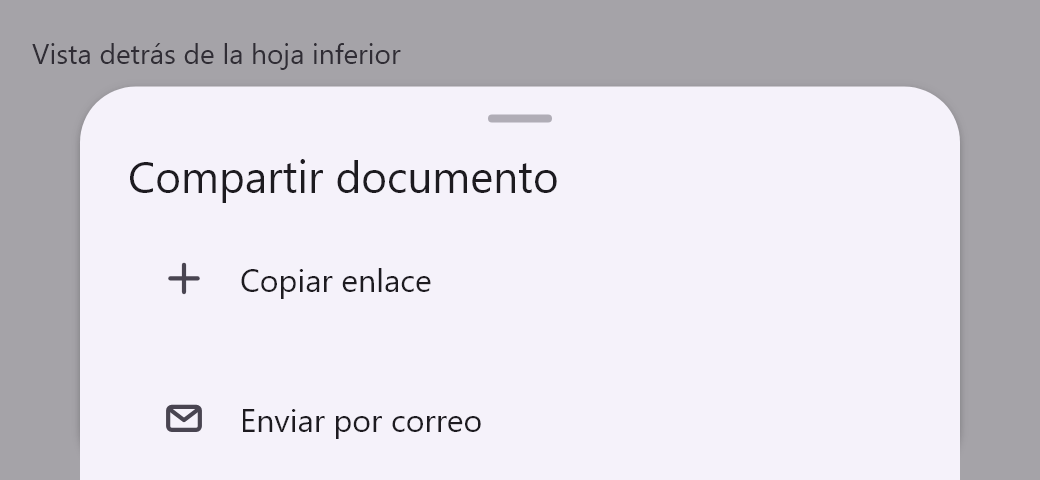 Vista detrás de la hoja inferior
Compartir documento
Copiar enlace
Enviar por correo